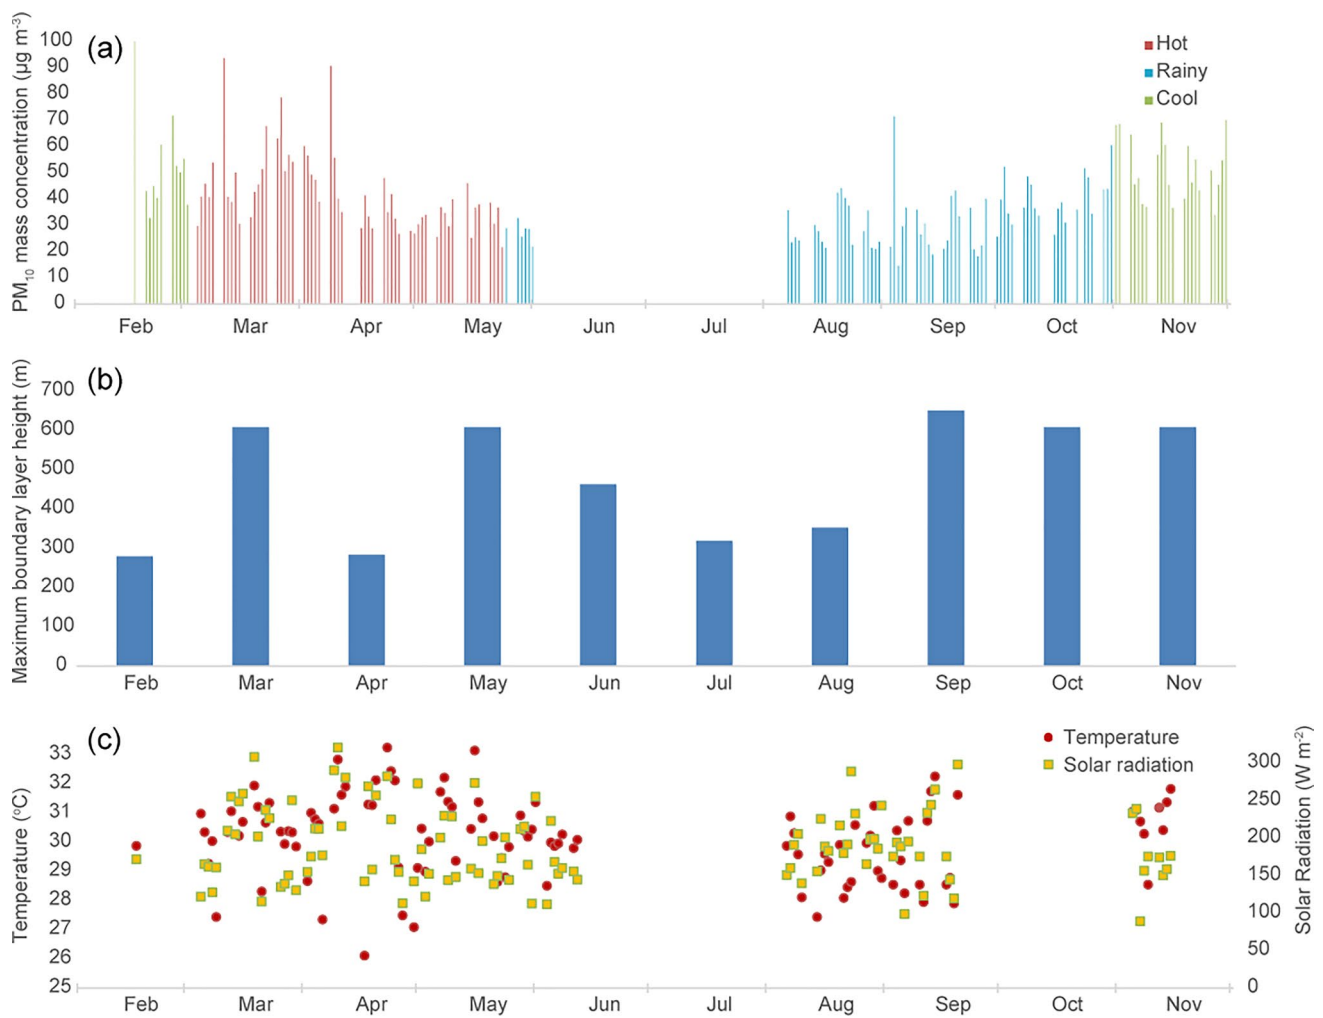 (a)
PM₁₀ mass concentration (µg m⁻³)
100
90
80
70
60
50
40
30
20
10
0
Hot
Rainy
Cool
Feb Mar Apr May Jun Jul Aug Sep Oct Nov
(b)
Maximum boundary layer height (m)
700
600
500
400
300
200
100
0
Feb Mar Apr May Jun Jul Aug Sep Oct Nov
(c)
Temperature (°C)
33
32
31
30
29
28
27
26
25
Temperature
Solar radiation
Solar Radiation (W m⁻²)
300
250
200
150
100
50
0
Feb Mar Apr May Jun Jul Aug Sep Oct Nov